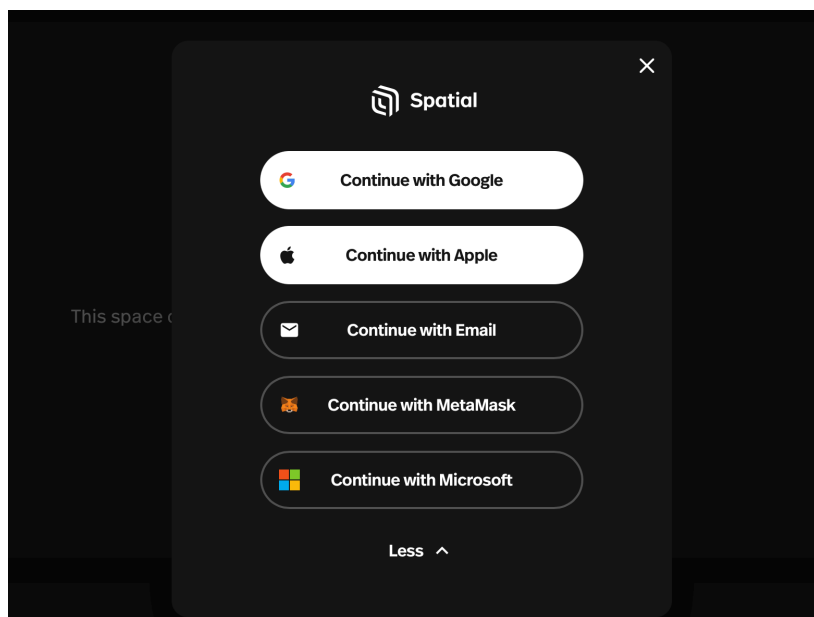 Spatial
Continue with Google
Continue with Apple
This space
Continue with Email
Continue with MetaMask
Continue with Microsoft
Less